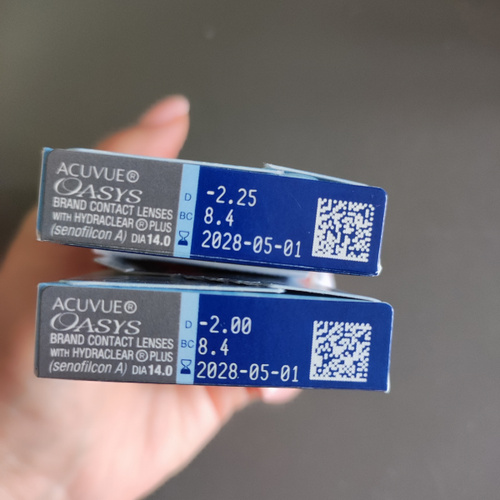 ACUVUE®
OASYS
BRAND CONTACT LENSES
WITH HYDRACLEAR ® PLUS
(senofilcon A) DIA 14.0
D -2.25
BC 8.4
2028-05-01
ACUVUE®
OASYS
BRAND CONTACT LENSES
WITH HYDRACLEAR ® PLUS
(senofilcon A) DIA 14.0
D -2.00
BC 8.4
2028-05-01